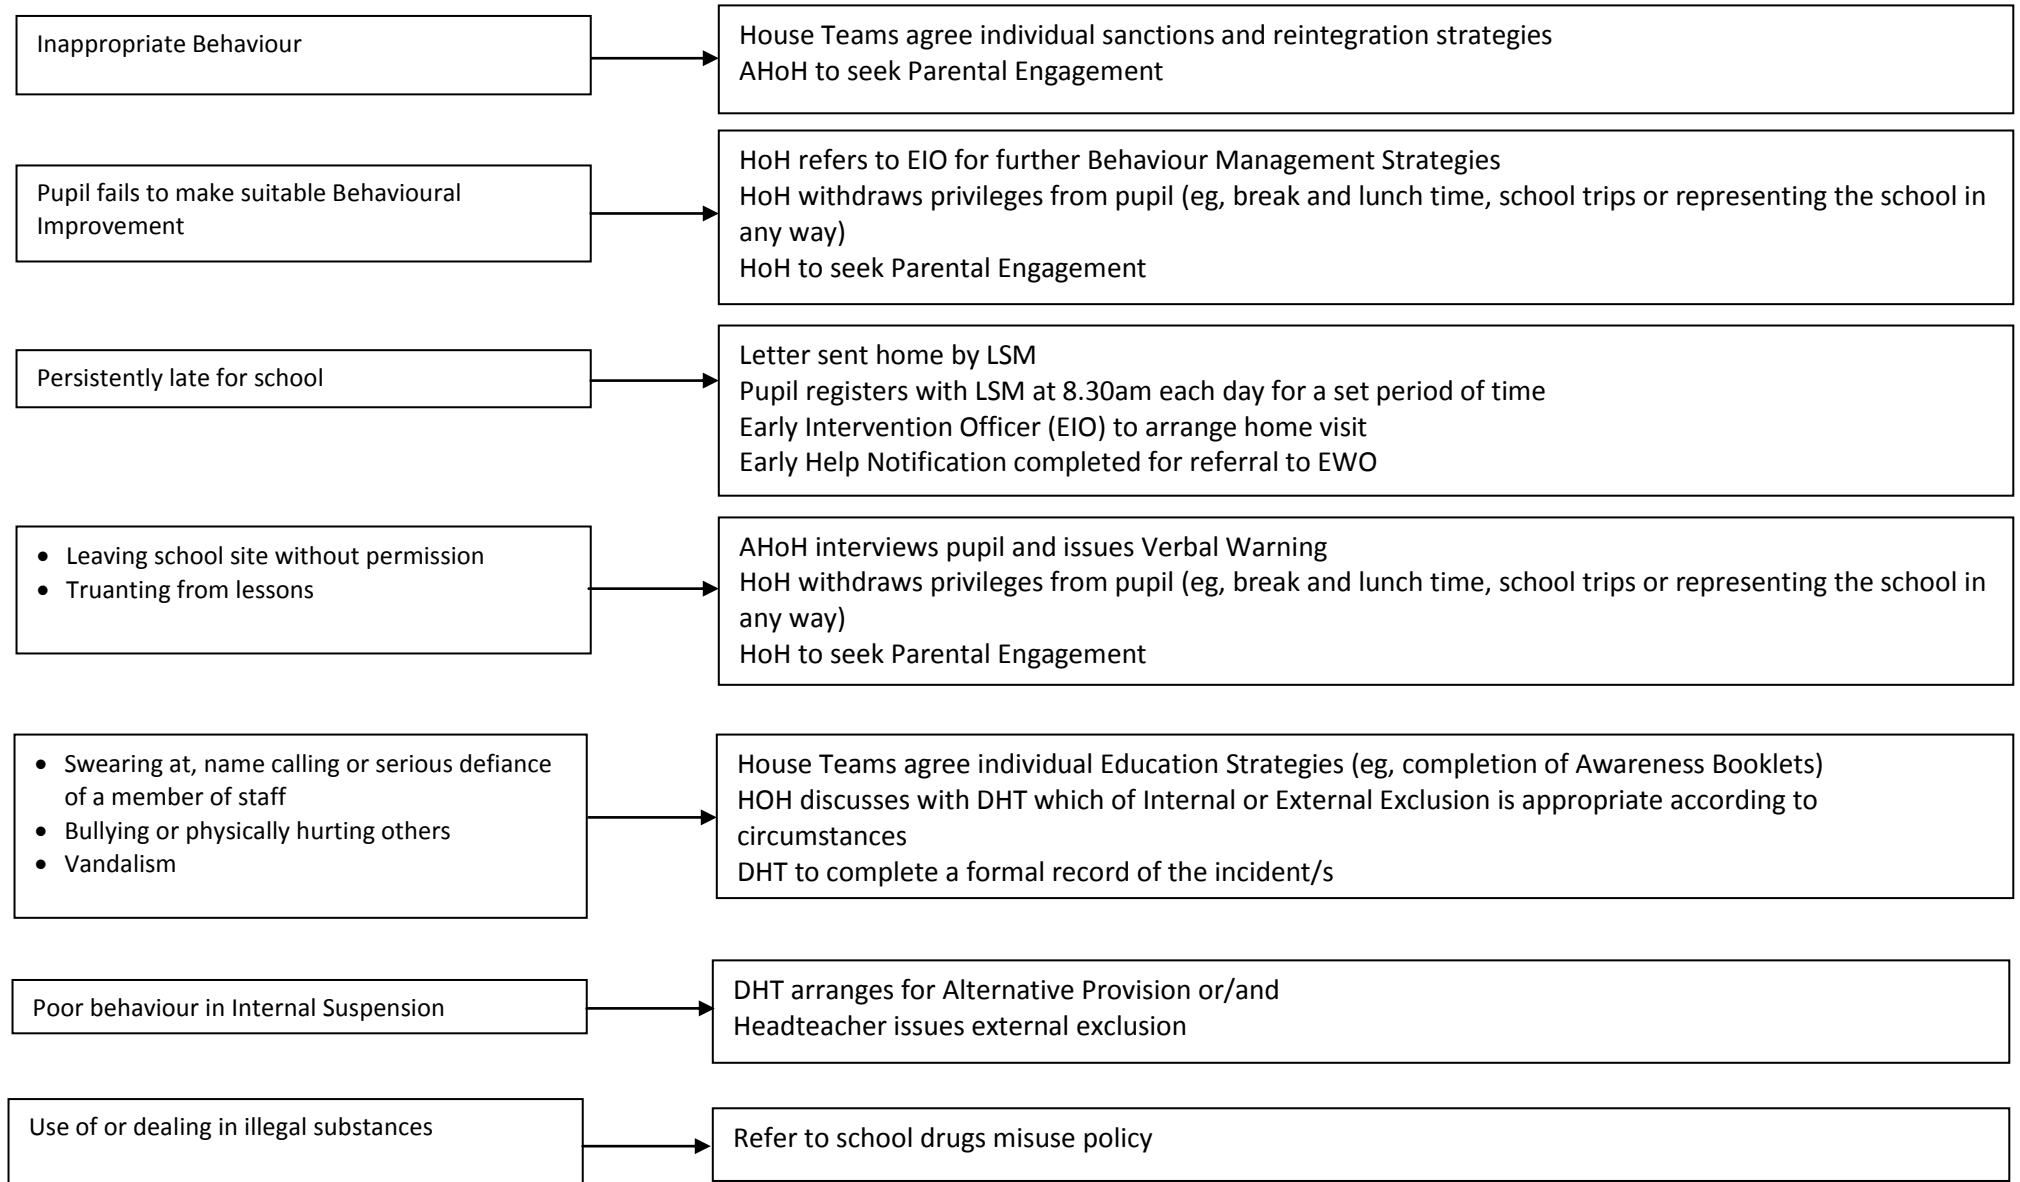 Inappropriate Behaviour
House Teams agree individual sanctions and reintegration strategies
AHoH to seek Parental Engagement
Pupil fails to make suitable Behavioural
Improvement
HoH refers to EIO for further Behaviour Management Strategies
HoH withdraws privileges from pupil (eg, break and lunch time, school trips or representing the school in
any way)
HoH to seek Parental Engagement
Persistently late for school
Letter sent home by LSM
Pupil registers with LSM at 8.30am each day for a set period of time
Early Intervention Officer (EIO) to arrange home visit
Early Help Notification completed for referral to EWO
• Leaving school site without permission
• Truanting from lessons
AHoH interviews pupil and issues Verbal Warning
HoH withdraws privileges from pupil (eg, break and lunch time, school trips or representing the school in
any way)
HoH to seek Parental Engagement
• Swearing at, name calling or serious defiance
of a member of staff
• Bullying or physically hurting others
• Vandalism
House Teams agree individual Education Strategies (eg, completion of Awareness Booklets)
HOH discusses with DHT which of Internal or External Exclusion is appropriate according to
circumstances
DHT to complete a formal record of the incident/s
Poor behaviour in Internal Suspension
DHT arranges for Alternative Provision or/and
Headteacher issues external exclusion
Use of or dealing in illegal substances
Refer to school drugs misuse policy